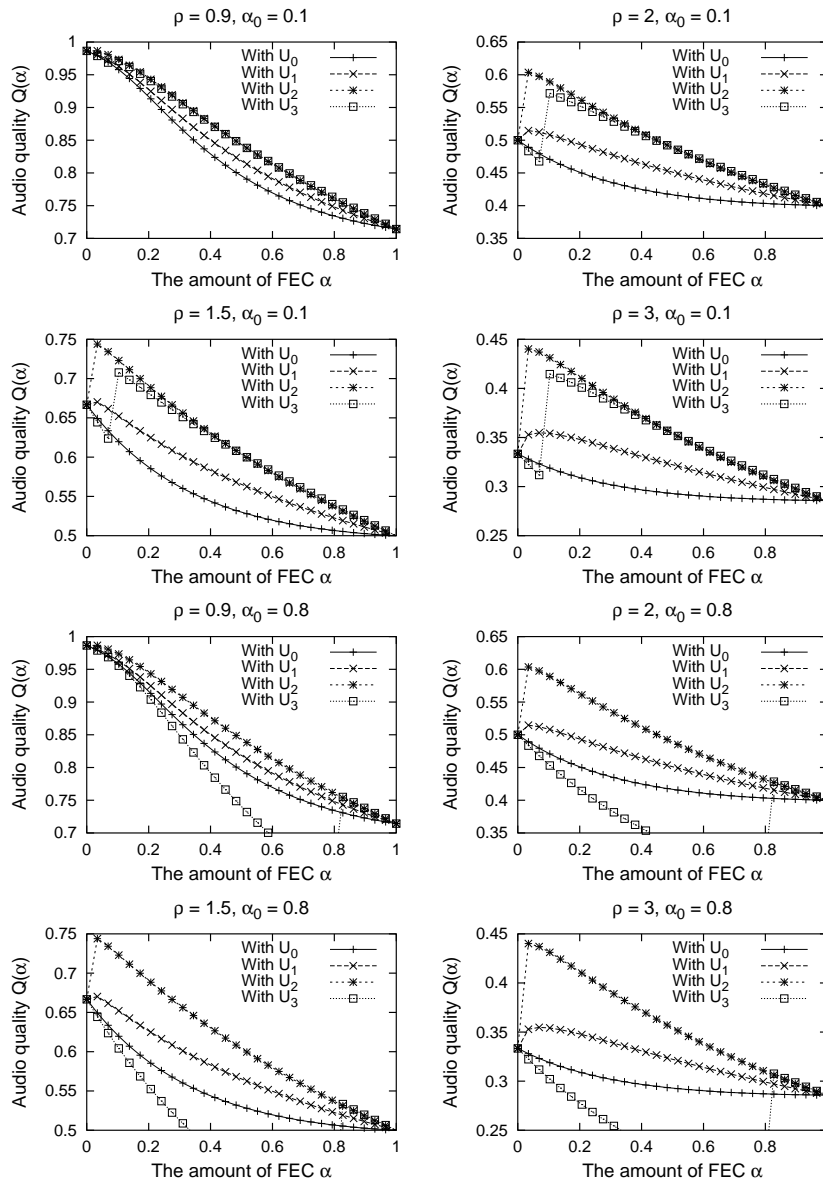 ρ = 0.9, α0 = 0.1
Audio quality Q(α)
1
0.95
0.9
0.85
0.8
0.75
0.7
With U0
With U1
With U2
With U3
0 0.2 0.4 0.6 0.8 1
The amount of FEC α
ρ = 2, α0 = 0.1
Audio quality Q(α)
0.65
0.6
0.55
0.5
0.45
0.4
0.35
With U0
With U1
With U2
With U3
0 0.2 0.4 0.6 0.8
The amount of FEC α
ρ = 1.5, α0 = 0.1
Audio quality Q(α)
0.75
0.7
0.65
0.6
0.55
0.5
With U0
With U1
With U2
With U3
0 0.2 0.4 0.6 0.8 1
The amount of FEC α
ρ = 3, α0 = 0.1
Audio quality Q(α)
0.45
0.4
0.35
0.3
0.25
With U0
With U1
With U2
With U3
0 0.2 0.4 0.6 0.8
The amount of FEC α
ρ = 0.9, α0 = 0.8
Audio quality Q(α)
1
0.95
0.9
0.85
0.8
0.75
0.7
With U0
With U1
With U2
With U3
0 0.2 0.4 0.6 0.8 1
The amount of FEC α
ρ = 2, α0 = 0.8
Audio quality Q(α)
0.65
0.6
0.55
0.5
0.45
0.4
0.35
With U0
With U1
With U2
With U3
0 0.2 0.4 0.6 0.8
The amount of FEC α
ρ = 1.5, α0 = 0.8
Audio quality Q(α)
0.75
0.7
0.65
0.6
0.55
0.5
With U0
With U1
With U2
With U3
0 0.2 0.4 0.6 0.8 1
The amount of FEC α
ρ = 3, α0 = 0.8
Audio quality Q(α)
0.45
0.4
0.35
0.3
0.25
With U0
With U1
With U2
With U3
0 0.2 0.4 0.6 0.8
The amount of FEC α